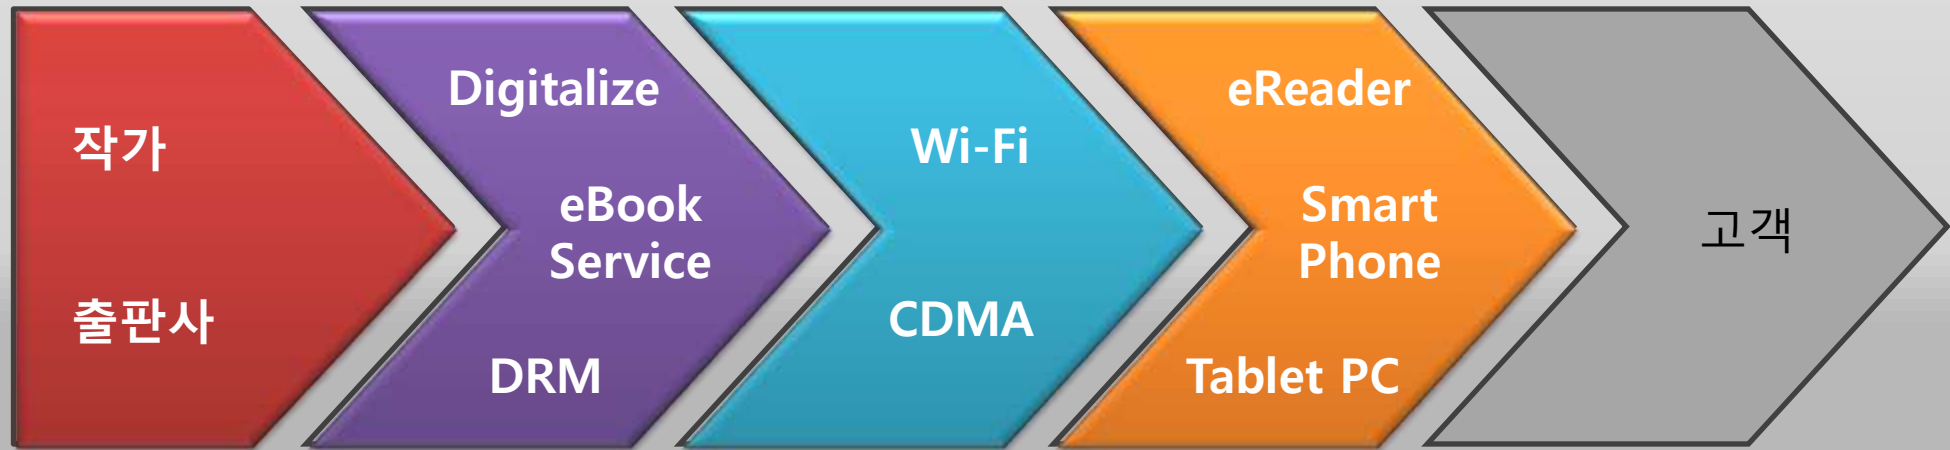 작가
출판사
Digitalize
eBook
Service
DRM
Wi-Fi
CDMA
eReader
Smart
Phone
Tablet PC
고객